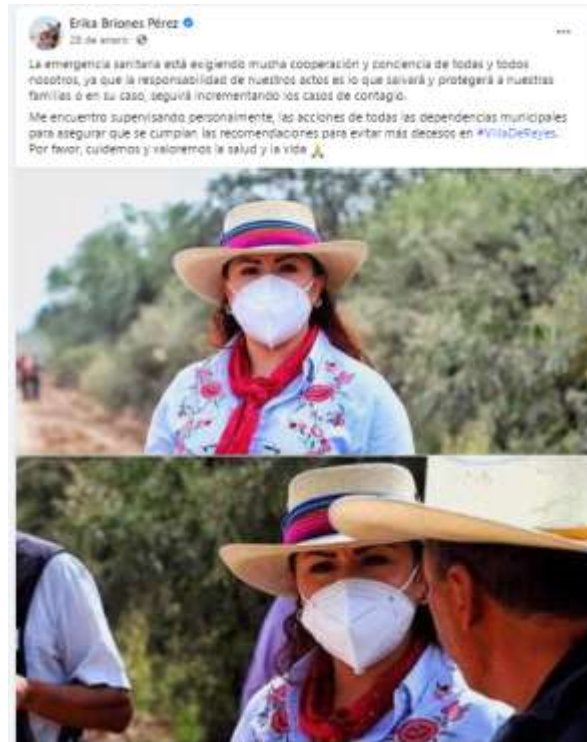 Erika Briones Pérez
28 de enero
La emergencia sanitaria está exigiendo mucha cooperación y conciencia de todas y todos
nosotros, ya que la responsabilidad de nuestros actos es lo que salvará y protegerá a nuestras
familias o en su caso, seguirá incrementando los casos de contagio.
Me encuentro supervisando personalmente, las acciones de todas las dependencias municipales
para asegurar que se cumplan las recomendaciones para evitar más decesos en #VillaDeReyes.
Por favor, cuidemos y valoremos la salud y la vida 🙏